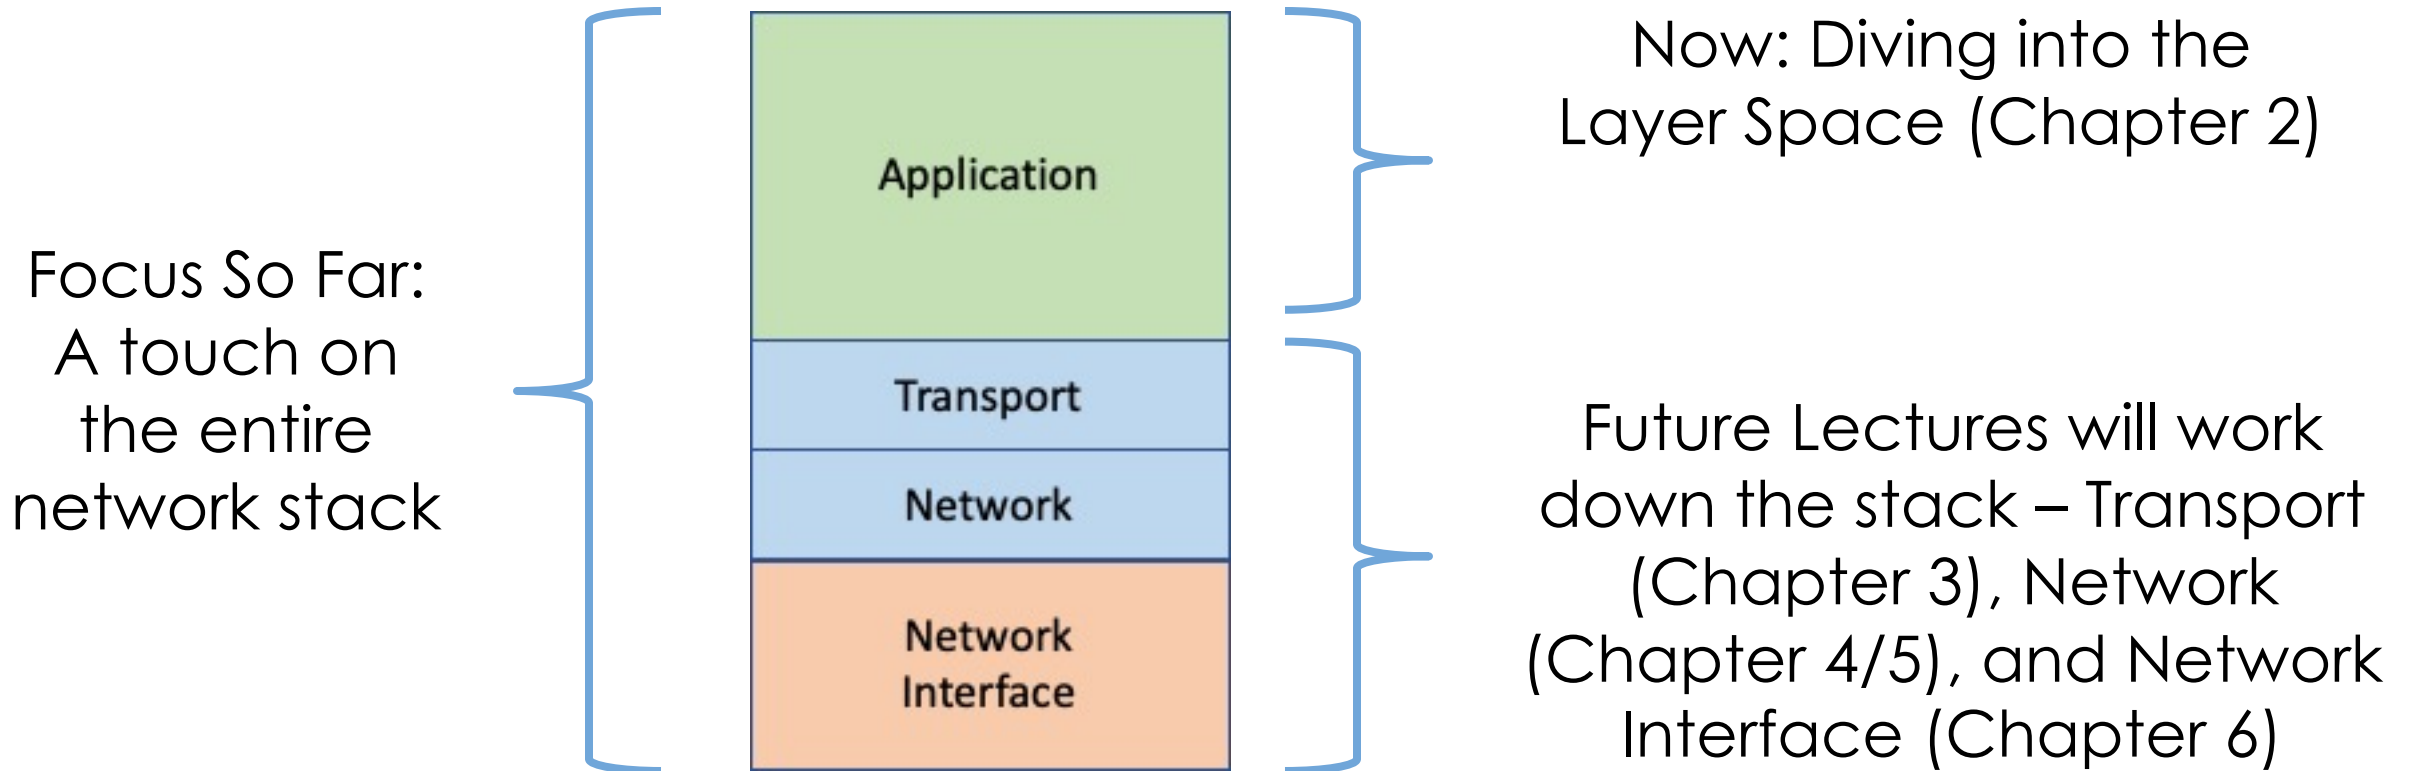 Focus So Far:
A touch on
the entire
network stack
Application
Transport
Network
Network
Interface
Now: Diving into the
Layer Space (Chapter 2)
Future Lectures will work
down the stack – Transport
(Chapter 3), Network
(Chapter 4/5), and Network
Interface (Chapter 6)